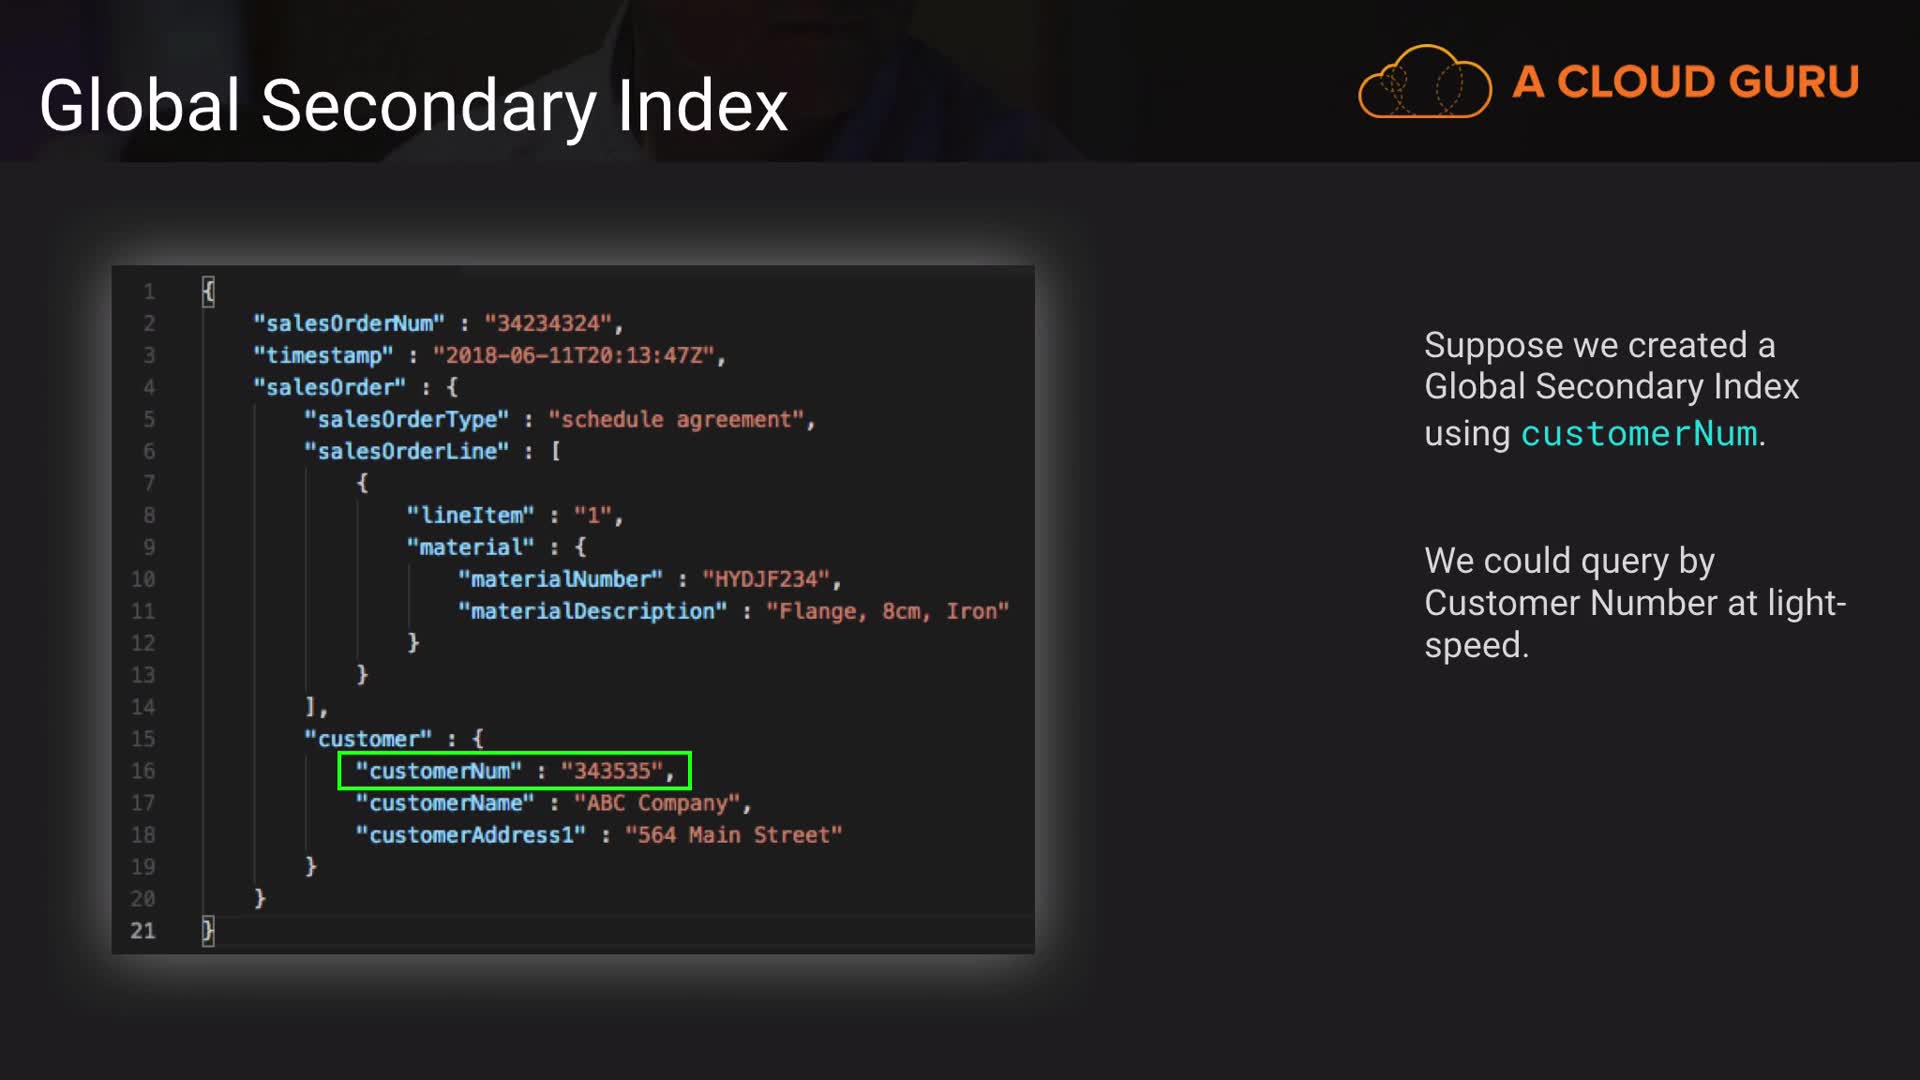 Global Secondary Index
A CLOUD GURU
1 {
2 "salesOrderNum" : "34234324",
3 "timestamp" : "2018-06-11T20:13:47Z",
4 "salesOrder" : {
5 "salesOrderType" : "schedule agreement",
6 "salesOrderLine" : [
7 {
8 "lineItem" : "1",
9 "material" : {
10 "materialNumber" : "HYDJF234",
11 "materialDescription" : "Flange, 8cm, Iron"
12 }
13 }
14 ],
15 "customer" : {
16 "customerNum" : "343535",
17 "customerName" : "ABC Company",
18 "customerAddress1" : "564 Main Street"
19 }
20 }
21 }
Suppose we created a
Global Secondary Index
using customerNum.
We could query by
Customer Number at light-
speed.